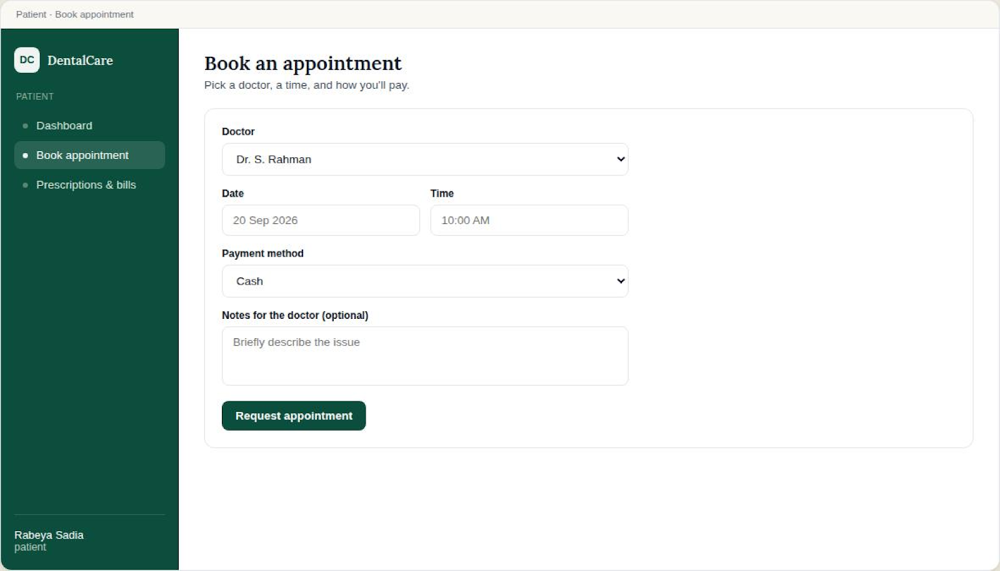 Patient · Book appointment
DC DentalCare
PATIENT
Dashboard
Book appointment
Prescriptions & bills
Rabeya Sadia
patient
Book an appointment
Pick a doctor, a time, and how you'll pay.
Doctor
Dr. S. Rahman
Date Time
20 Sep 2026 10:00 AM
Payment method
Cash
Notes for the doctor (optional)
Briefly describe the issue
Request appointment